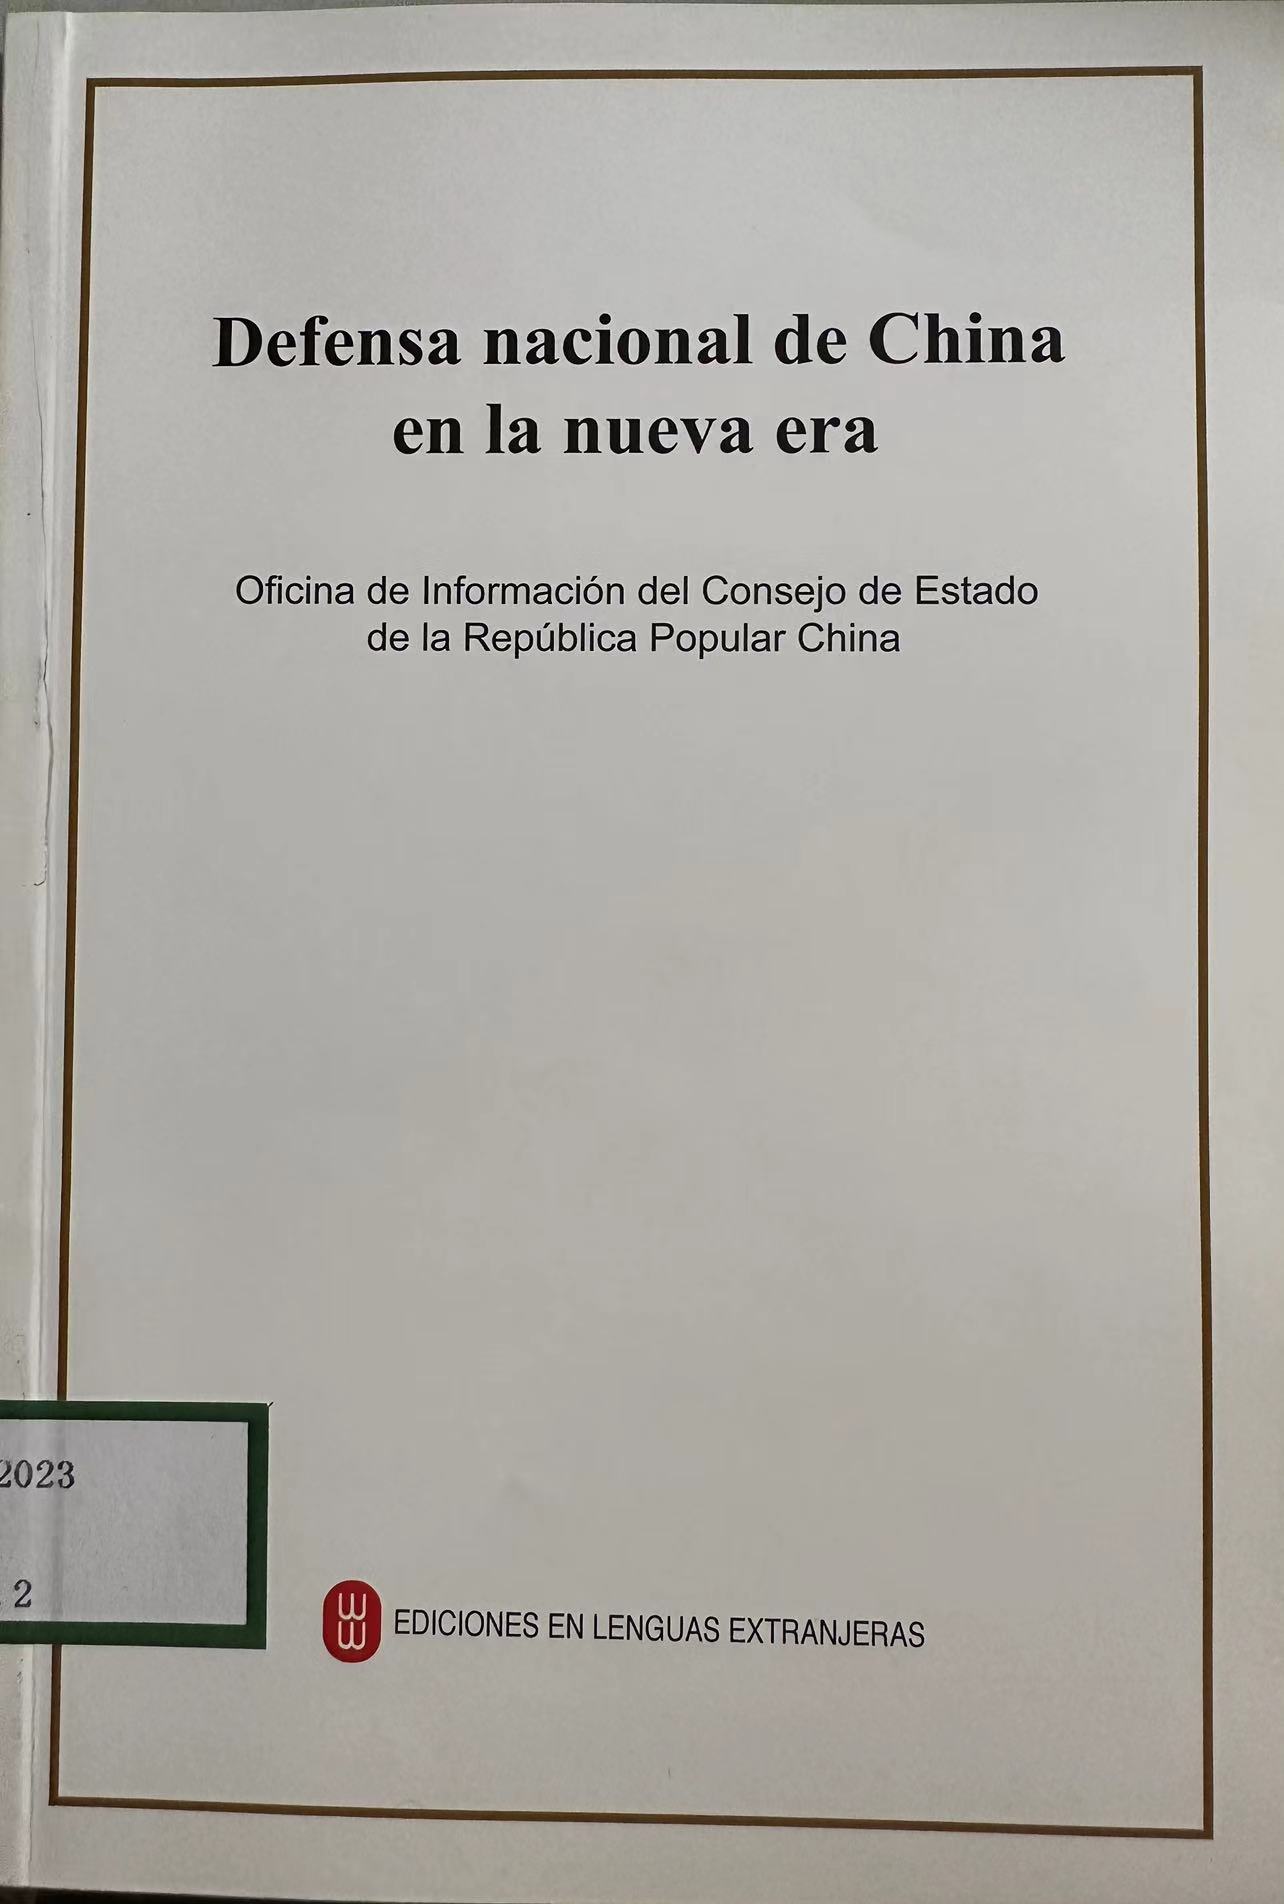 Defensa nacional de China
en la nueva era
Oficina de Información del Consejo de Estado
de la República Popular China
2023
2
EDICIONES EN LENGUAS EXTRANJERAS